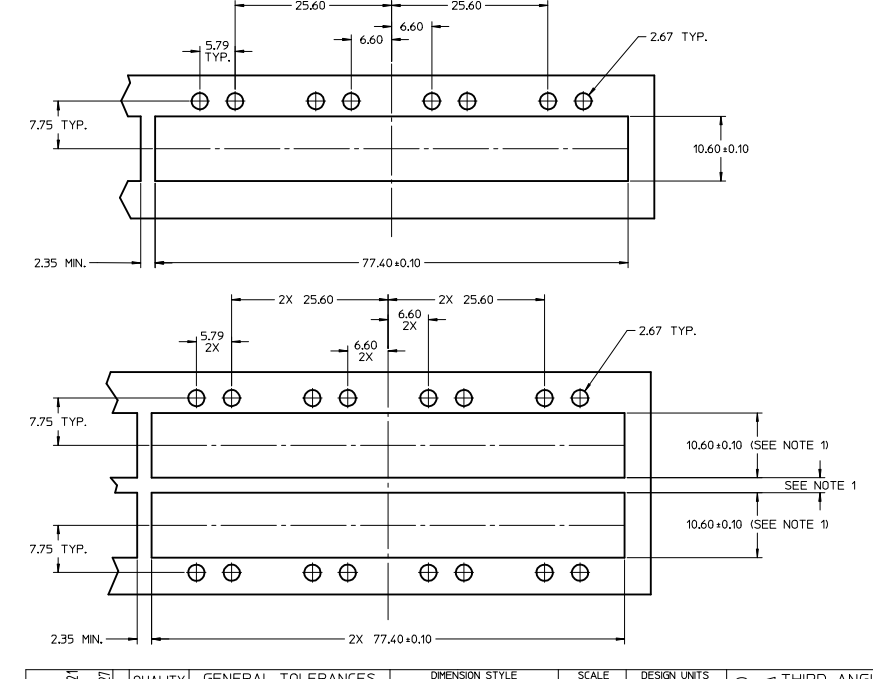 25.60
25.60
6.60
6.60
2.67 TYP.
5.79
TYP.
7.75 TYP.
10.60±0.10
2.35 MIN.
77.40±0.10
2X 25.60
2X 25.60
6.60
2X
5.79
2X
6.60
2X
2.67 TYP.
7.75 TYP.
10.60±0.10 (SEE NOTE 1)
SEE NOTE 1
10.60±0.10 (SEE NOTE 1)
7.75 TYP.
2.35 MIN.
2X 77.40±0.10
QUALITY
GENERAL TOLERANCES
DIMENSION STYLE
SCALE
DESIGN UNITS
THIRD